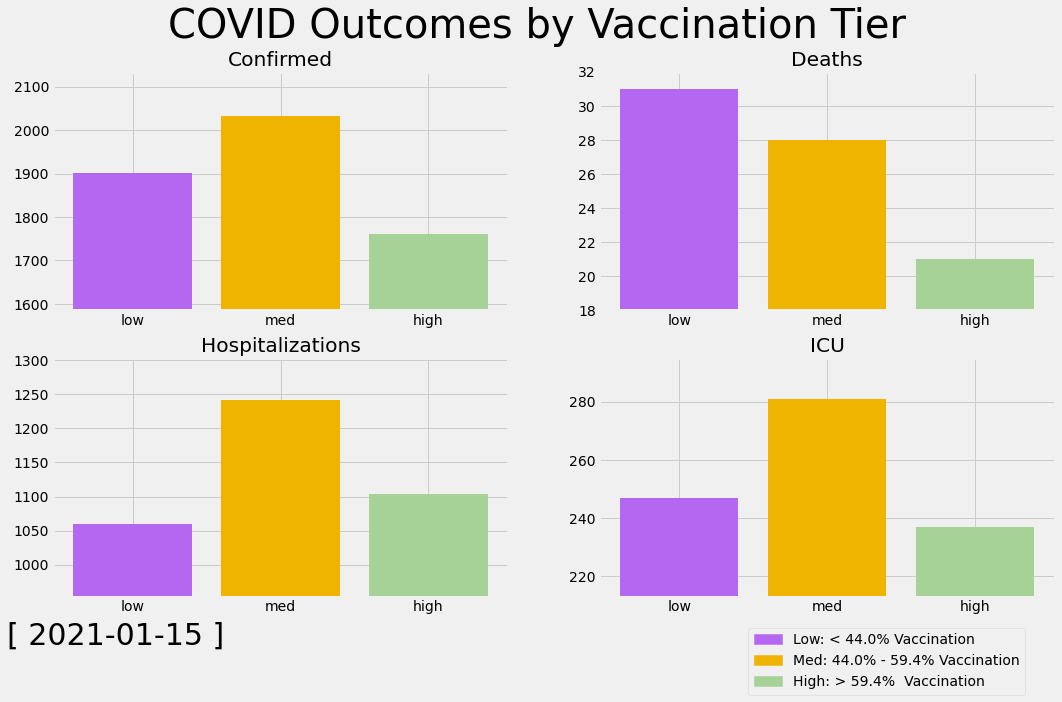 COVID Outcomes by Vaccination Tier
Confirmed
2100
2000
1900
1800
1700
1600
low med high
Deaths
32
30
28
26
24
22
20
18
low med high
Hospitalizations
1300
1250
1200
1150
1100
1050
1000
low med high
ICU
280
260
240
220
low med high
[ 2021-01-15 ]
Low: < 44.0% Vaccination
Med: 44.0% - 59.4% Vaccination
High: > 59.4%  Vaccination